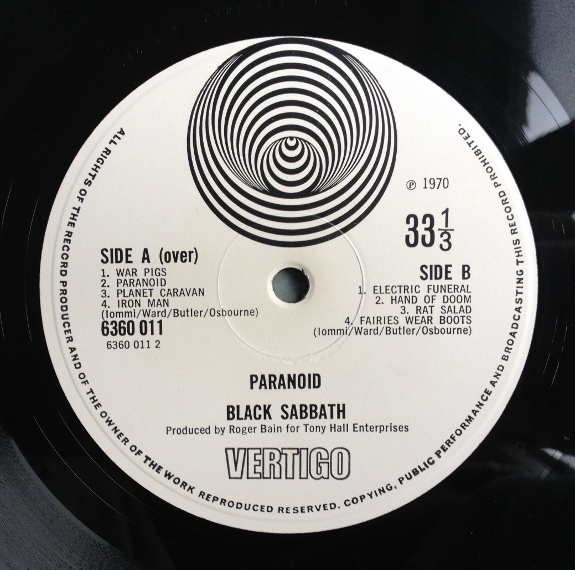 ALL RIGHTS OF THE RECORD PRODUCER AND OF THE OWNER OF THE WORK REPRODUCED RESERVED. COPYING, PUBLIC PERFORMANCE AND BROADCASTING THIS RECORD PROHIBITED.
℗ 1970
33 1/3
SIDE A (over)
1. WAR PIGS
2. PARANOID
3. PLANET CARAVAN
4. IRON MAN
(Iommi/Ward/Butler/Osbourne)
6360 011
6360 011 2
SIDE B
1. ELECTRIC FUNERAL
2. HAND OF DOOM
3. RAT SALAD
4. FAIRIES WEAR BOOTS
(Iommi/Ward/Butler/Osbourne)
PARANOID
BLACK SABBATH
Produced by Roger Bain for Tony Hall Enterprises
VERTIGO